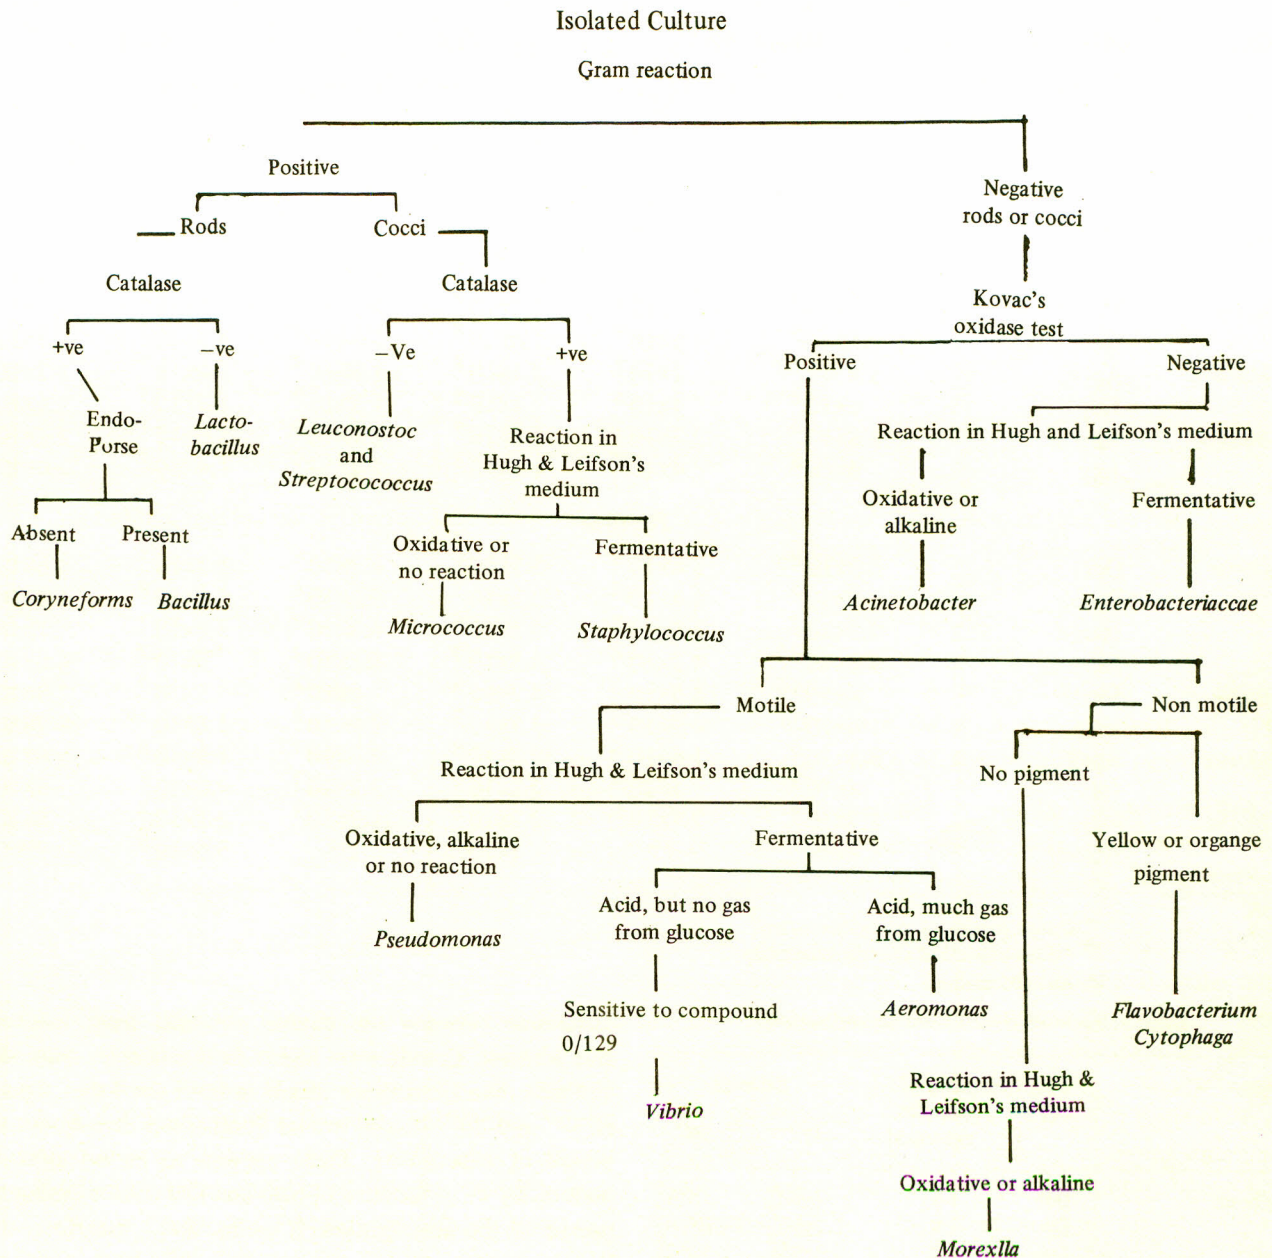 Isolated Culture
Gram reaction
Positive
Negative
rods or cocci
Rods
Cocci
Catalase
Catalase
Kovac's
oxidase test
+ve
–ve
–Ve
+ve
Positive
Negative
Endo-
Porse
Lacto-
bacillus
Leuconostoc
and
Streptocococcus
Reaction in
Hugh & Leifson's
medium
Reaction in Hugh and Leifson's medium
Oxidative or
alkaline
Fermentative
Absent
Present
Oxidative or
no reaction
Fermentative
Coryneforms
Bacillus
Micrococcus
Staphylococcus
Acinetobacter
Enterobacteriaccae
Motile
Non motile
Reaction in Hugh & Leifson's medium
No pigment
Oxidative, alkaline
or no reaction
Fermentative
Yellow or organge
pigment
Pseudomonas
Acid, but no gas
from glucose
Acid, much gas
from glucose
Sensitive to compound
0/129
Aeromonas
Flavobacterium
Cytophaga
Vibrio
Reaction in Hugh &
Leifson's medium
Oxidative or alkaline
Morexlla